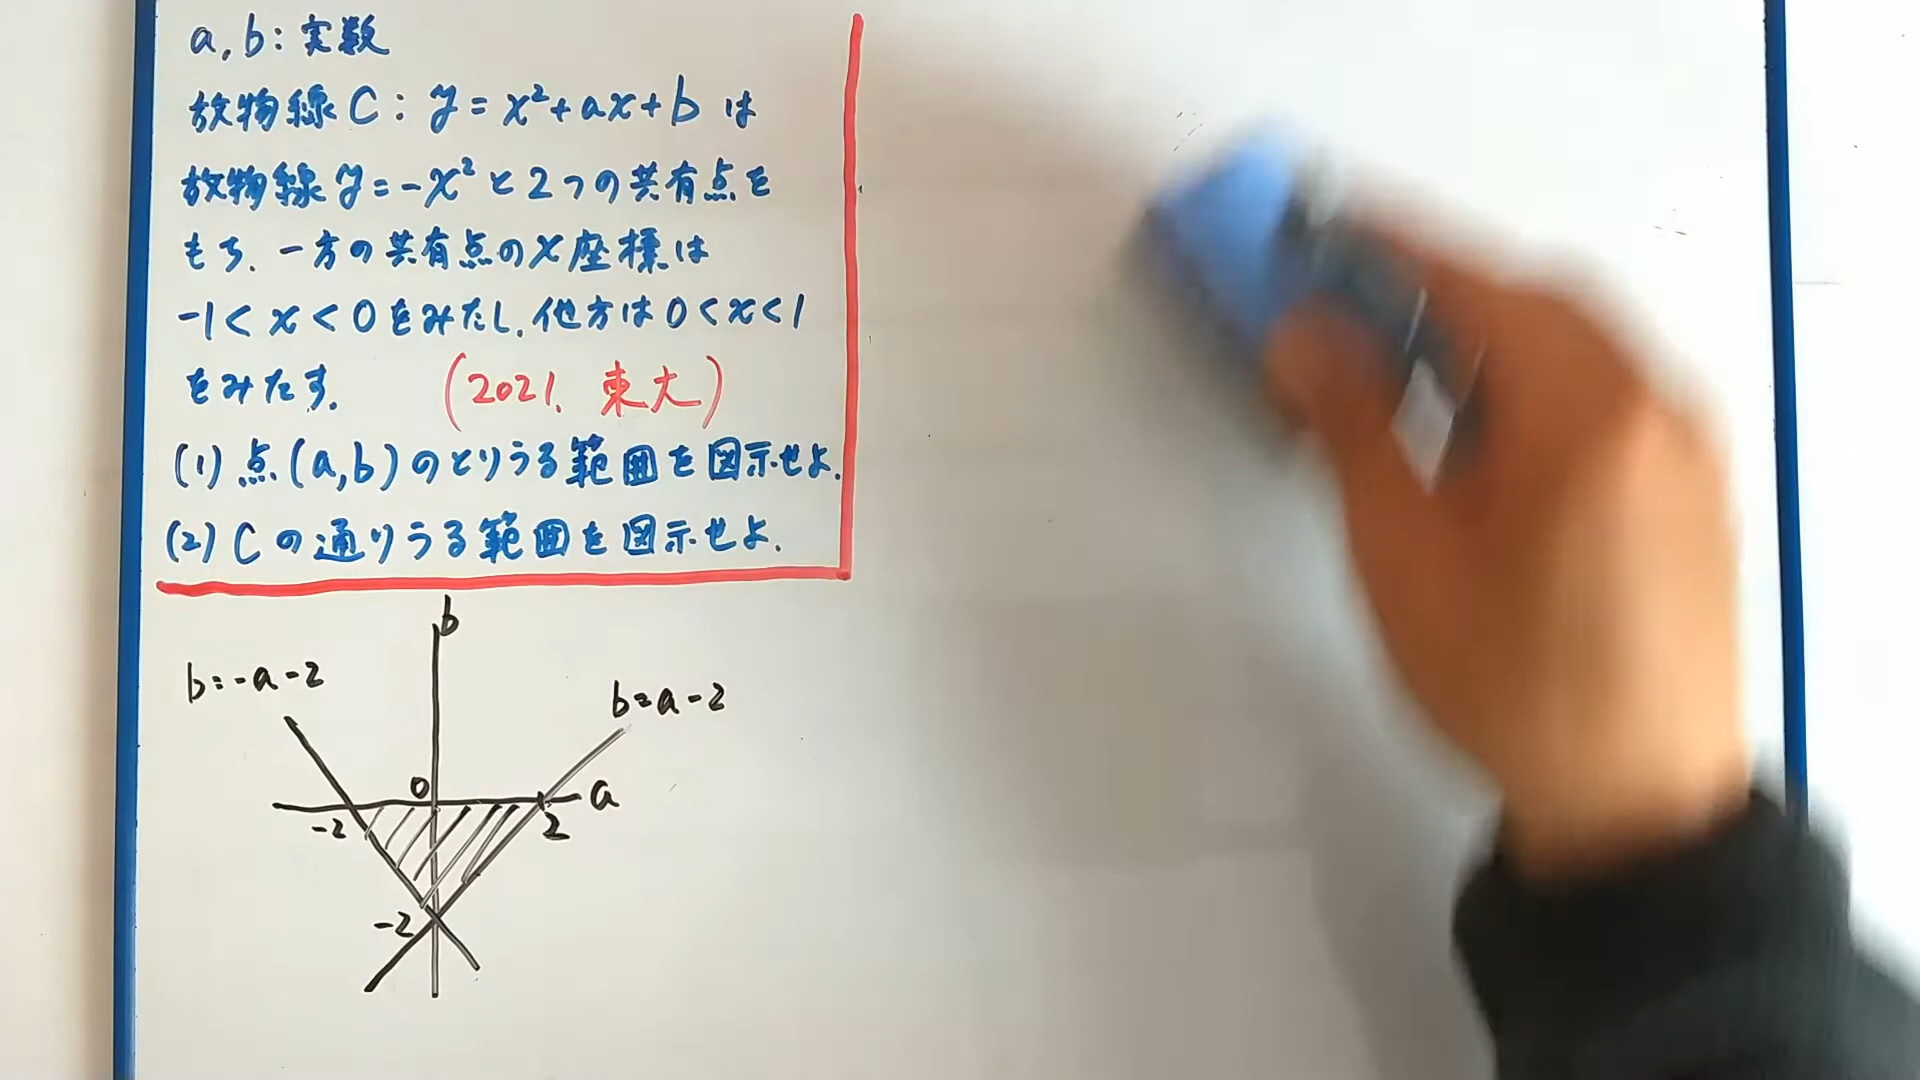 a,b:実数
放物線C:y=x²+ax+bは
放物線y=-x²と2つの共有点を
もち、一方の共有点のx座標は
-1<x<0をみたし、他方は0<x<1
をみたす。 (2021、東大)
(1)点(a,b)のとりうる範囲を図示せよ.
(2)Cの通りうる範囲を図示せよ.
b
b=-a-2
b=a-2
0
a
-2
2
-2